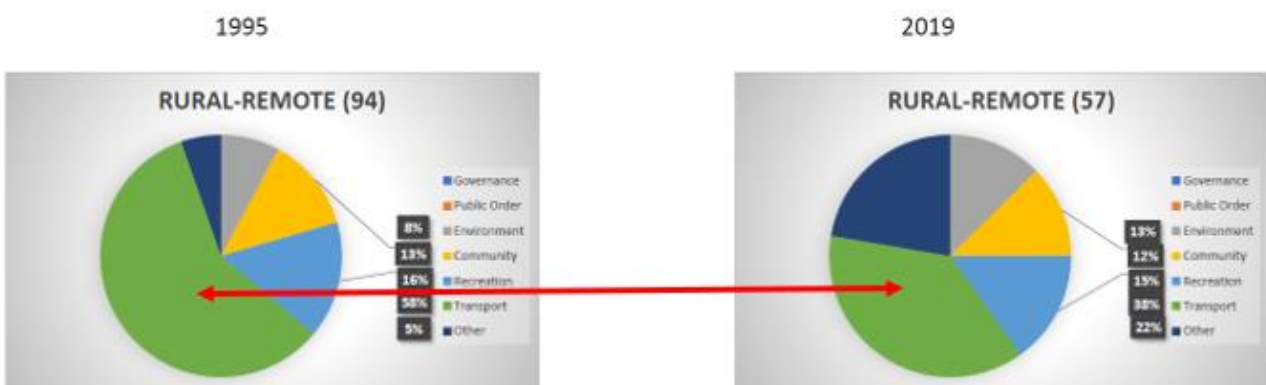 1995
2019
RURAL-REMOTE (94)
Governance
Public Order
Environment
Community
Recreation
Transport
Other
8%
13%
16%
58%
5%
RURAL-REMOTE (57)
Governance
Public Order
Environment
Community
Recreation
Transport
Other
13%
12%
15%
38%
22%